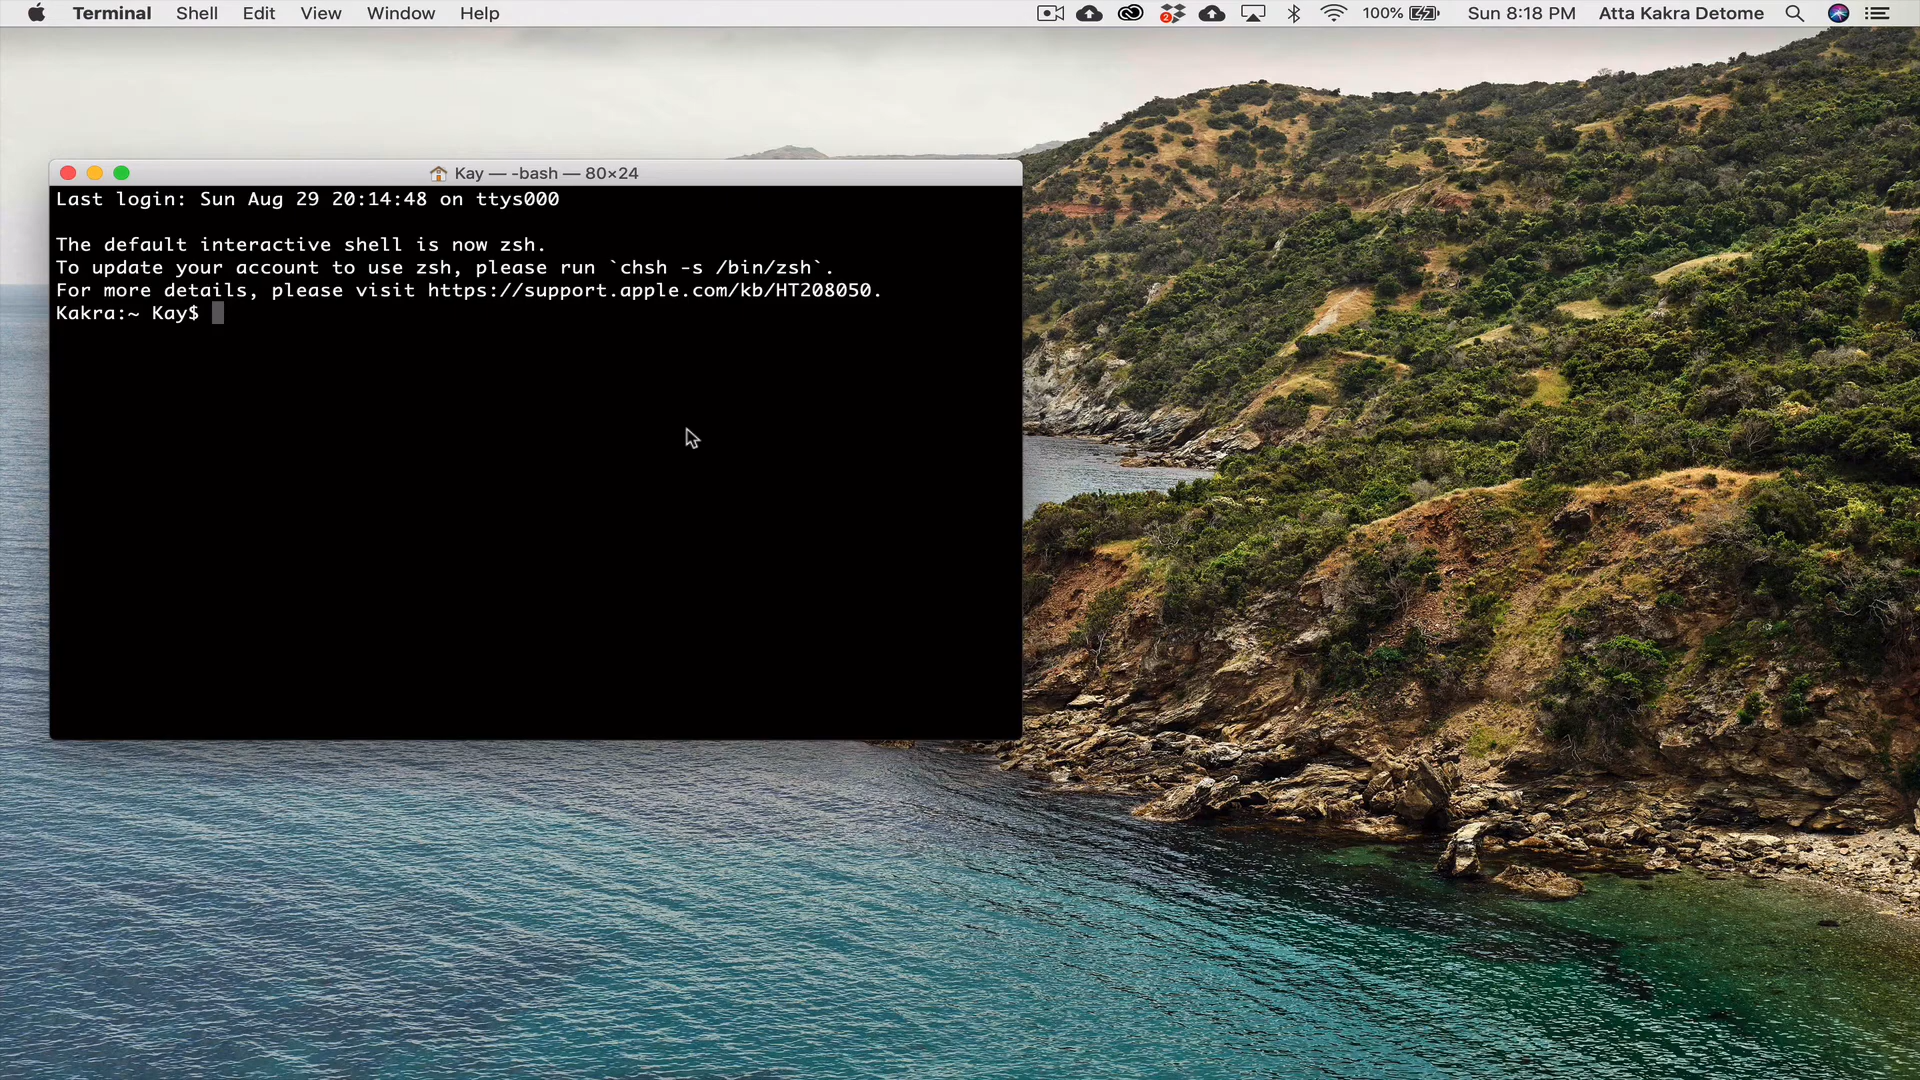 Terminal Shell Edit View Window Help 2 100% Sun 8:18 PM Atta Kakra Detome
Kay — -bash — 80×24
Last login: Sun Aug 29 20:14:48 on ttys000
The default interactive shell is now zsh.
To update your account to use zsh, please run `chsh -s /bin/zsh`.
For more details, please visit https://support.apple.com/kb/HT208050.
Kakra:~ Kay$